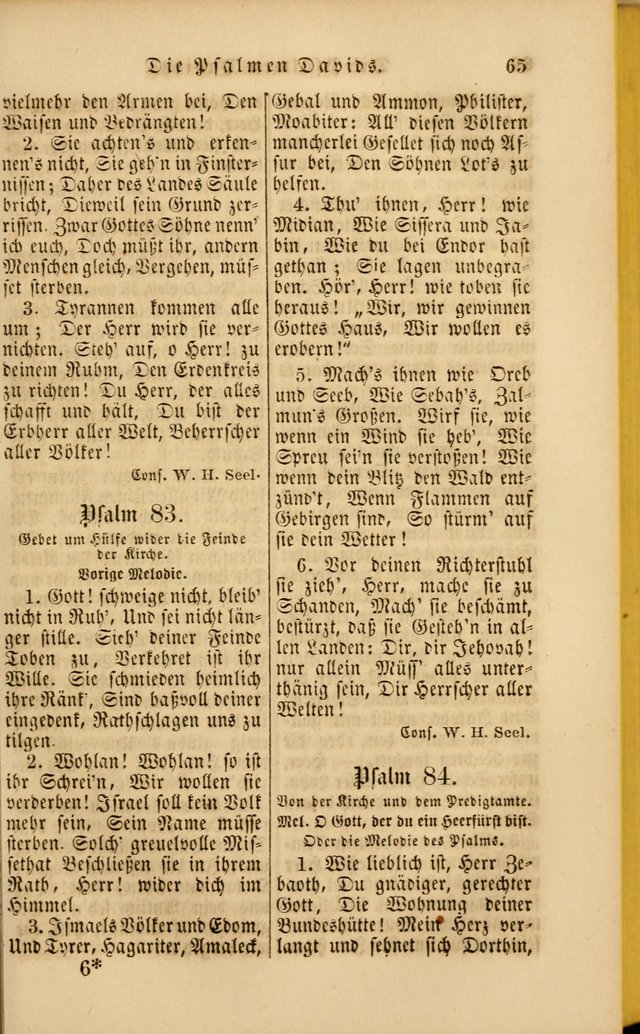 Die Psalmen Davids. 65
vielmehr den Armen bei, Den
Waisen und Bedrängten!
2. Sie achten's und erken-
nen's nicht, Sie geh'n in Finster-
nissen; Daher des Landes Säule
bricht, Dieweil sein Grund zer-
rissen. Zwar Gottes Söhne nenn'
ich euch, Doch müßt ihr, andern
Menschen gleich, Vergehen, müs-
set sterben.
3. Tyrannen kommen alle
um; Der Herr wird sie ver-
nichten. Steh' auf, o Herr! zu
deinem Ruhm, Den Erdenkreis
zu richten! Du Herr, der alles
schafft und hält, Du bist der
Erbherr aller Welt, Beherrscher
aller Völker!
Cons. W. H. Seel.
Psalm 83.
Gebet um Hülfe wider die Feinde
der Kirche.
Vorige Melodie.
1. Gott! schweige nicht, bleib'
nicht in Ruh', Und sei nicht län-
ger stille. Sieh' deiner Feinde
Toben zu, Verkehret ist ihr
Wille. Sie schmieden heimlich
ihre Ränk', Sind haßvoll deiner
eingedenk, Rathschlagen uns zu
tilgen.
2. Wohlan! Wohlan! so ist
ihr Schrei'n, Wir wollen sie
verderben! Israel soll kein Volk
mehr sein, Sein Name müsse
sterben. Solch' greuelvolle Mis-
sethat Beschließen sie in ihrem
Rath, Herr! wider dich im
Himmel.
3. Ismaels Völker und Edom,
Und Tyrer, Hagariter, Amaleck,
6*
Gebal und Ammon, Philister,
Moabiter: All' diesen Völkern
mancherlei Gesellet sich noch As-
sur bei, Den Söhnen Lot's zu
helfen.
4. Thu' ihnen, Herr! wie
Midian, Wie Sissera und Ja-
bin, Wie du bei Endor hast
gethan; Sie lagen unbegra-
ben. Hör', Herr! wie toben sie
heraus! „Wir, wir gewinnen
Gottes Haus, Wir wollen es
erobern!"
5. Mach's ihnen wie Oreb
und Seeb, Wie Sebah's, Zal-
mun's Großen. Wirf sie, wie
wenn ein Wind sie heb', Wie
Spreu sei'n sie verstoßen! Wie
wenn dein Blitz den Wald ent-
zünd't, Wenn Flammen auf
Gebirgen sind, So stürm' auf
sie dein Wetter!
6. Vor deinen Richterstuhl
sie zieh', Herr, mache sie zu
Schanden, Mach' sie beschämt,
bestürzt, daß sie Gesteh'n in al-
len Landen: Dir, dir Jehovah!
nur allein Müss' alles unter-
thänig sein, Dir Herrscher aller
Welten!
Cons. W. H. Seel.
Psalm 84.
Von der Kirche und dem Predigtamte.
Mel. O Gott, der du ein Heerfürst bist.
Oder die Melodie des Psalms.
1. Wie lieblich ist, Herr Ze-
baoth, Du gnädiger, gerechter
Gott, Die Wohnung deiner
Bundeshütte! Mein Herz ver-
langt und sehnet sich Dorthin,